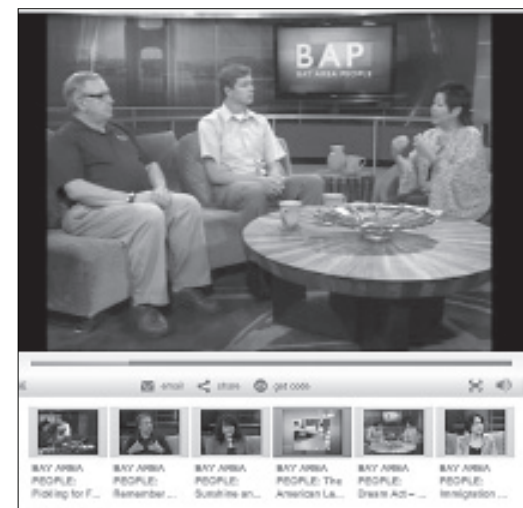 BAP
BAY AREA PEOPLE
email share get code
BAY AREA PEOPLE: Picking for F...
BAY AREA PEOPLE: Remember ...
BAY AREA PEOPLE: Sunshine an...
BAY AREA PEOPLE: The American La...
BAY AREA PEOPLE: Dream Act – ...
BAY AREA PEOPLE: Immigration ...